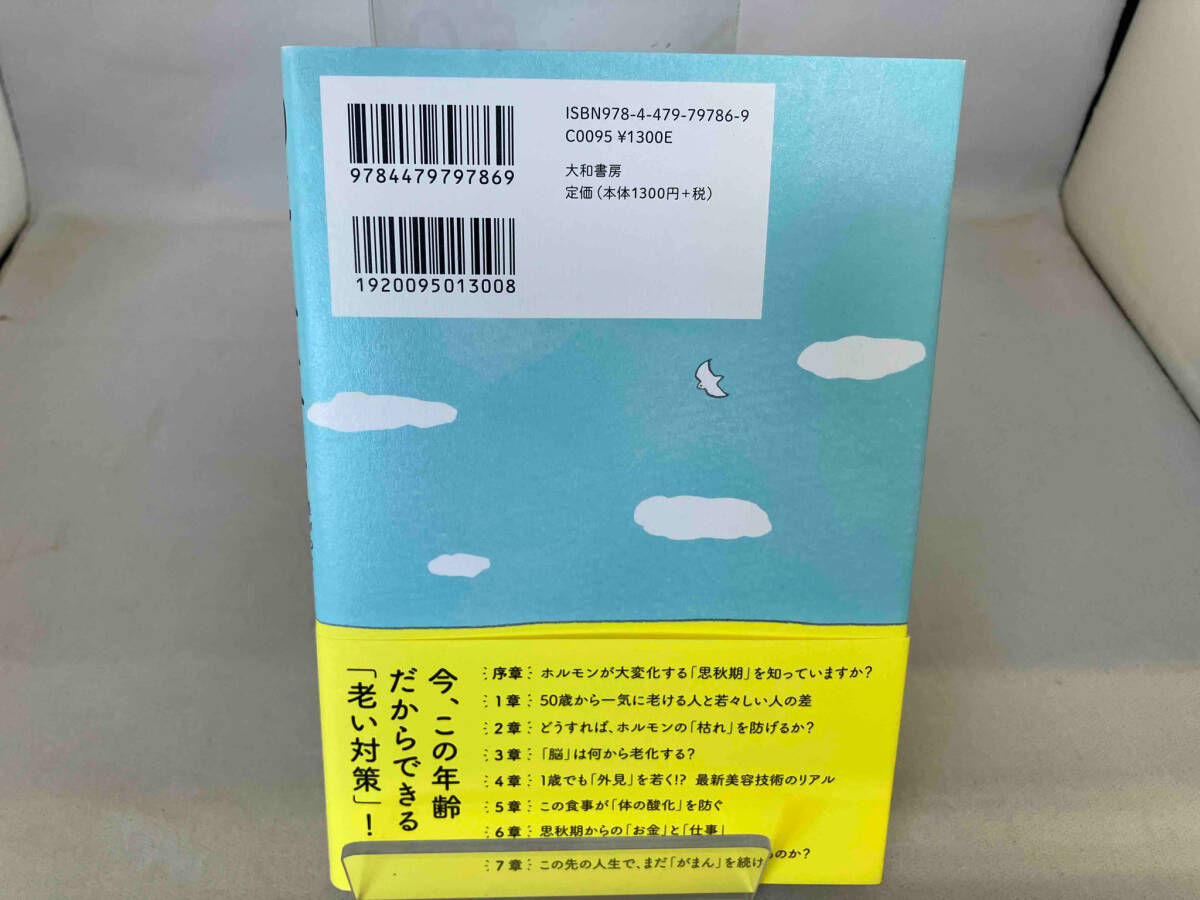 ISBN978-4-479-79786-9
C0095 ¥1300E
大和書房
定価(本体1300円+税)
9784479797869
1920095013008
今、この年齢
だからできる
「老い対策」!
序章 ホルモンが大変化する「思秋期」を知っていますか?
1章 50歳から一気に老ける人と若々しい人の差
2章 どうすれば、ホルモンの「枯れ」を防げるか?
3章 「脳」は何から老化する?
4章 1歳でも「外見」を若く!? 最新美容技術のリアル
5章 この食事が「体の酸化」を防ぐ
6章 思秋期からの「お金」と「仕事」
7章 この先の人生で、まだ「がまん」を続け るのか?